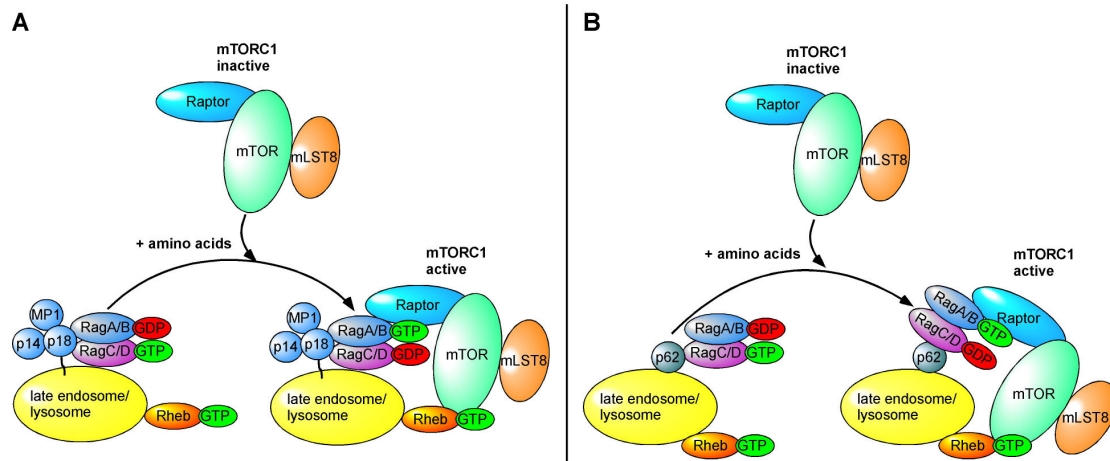 A
mTORC1
inactive
Raptor
mTOR
mLST8
+ amino acids
mTORC1
active
MP1
p14
p18
RagA/B
GDP
RagC/D
GTP
late endosome/
lysosome
Rheb
GTP
MP1
p14
p18
Raptor
RagA/B
GTP
RagC/D
GDP
mTOR
mLST8
late endosome/
lysosome
Rheb
GTP
B
mTORC1
inactive
Raptor
mTOR
mLST8
+ amino acids
mTORC1
active
RagA/B
GDP
p62
RagC/D
GTP
late endosome/
lysosome
Rheb
GTP
RagA/B
GTP
Raptor
RagC/D
GDP
p62
mTOR
mLST8
late endosome/
lysosome
Rheb
GTP